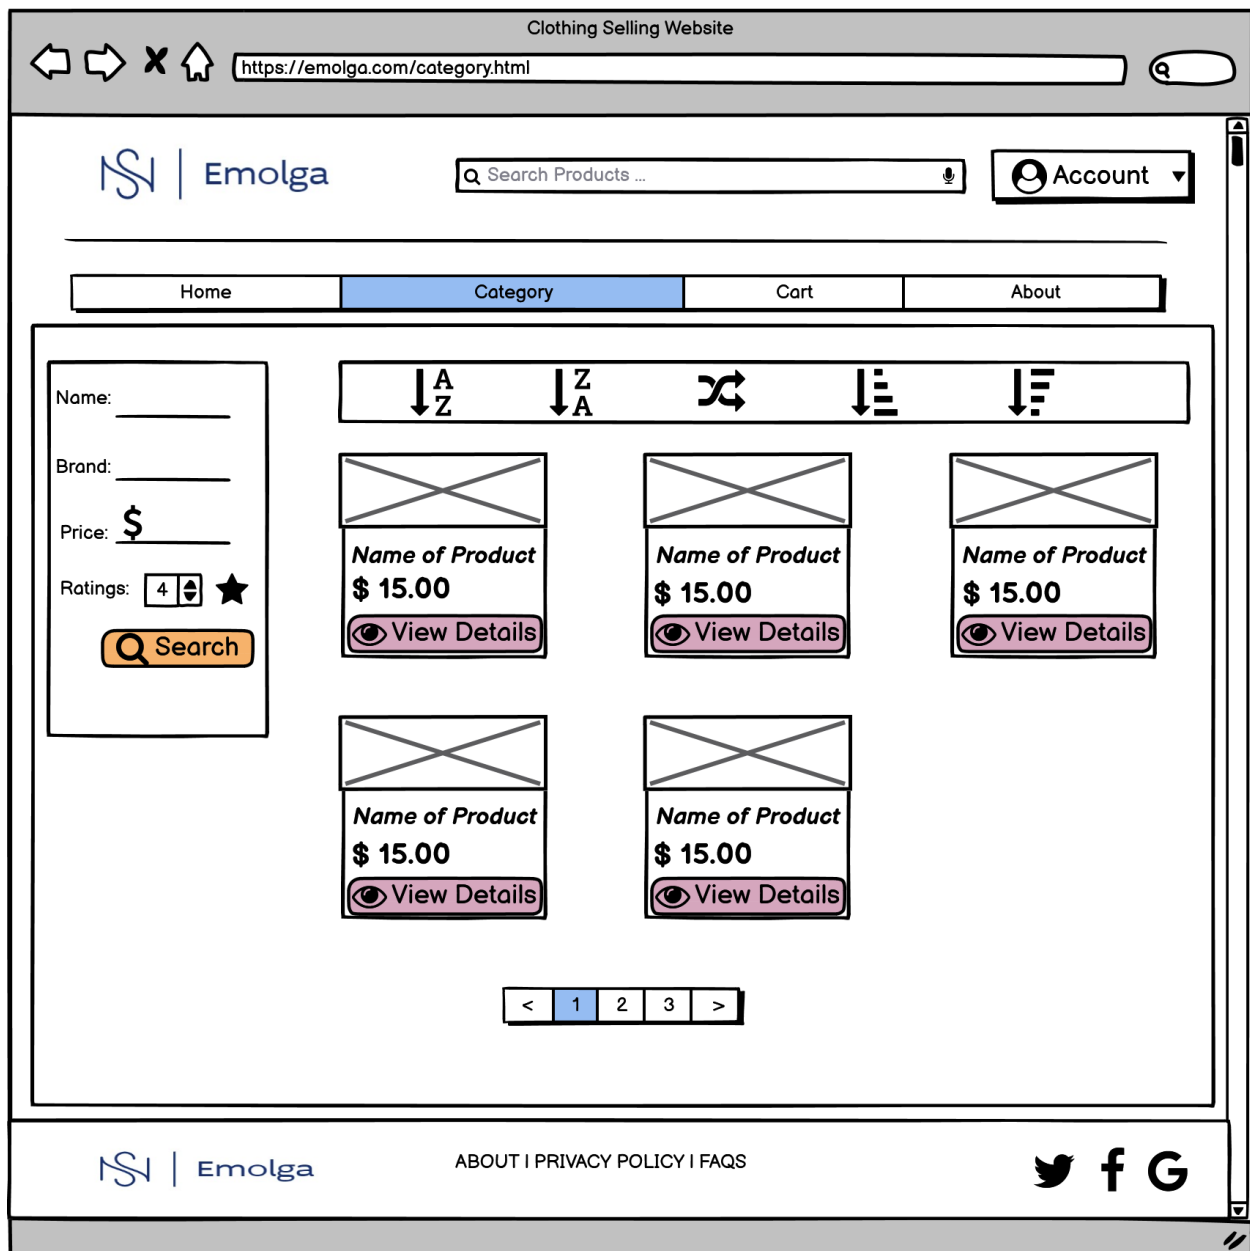 Clothing Selling Website
https://emolga.com/category.html
NS | Emolga
Search Products ...
Account
Home Category Cart About
Name:
Brand:
Price: $
Ratings: 4
Search
A
Z
Z
A
Name of Product Name of Product Name of Product
$ 15.00 $ 15.00 $ 15.00
View Details View Details View Details
Name of Product Name of Product
$ 15.00 $ 15.00
View Details View Details
< 1 2 3 >
NS | Emolga
ABOUT | PRIVACY POLICY | FAQS
f G